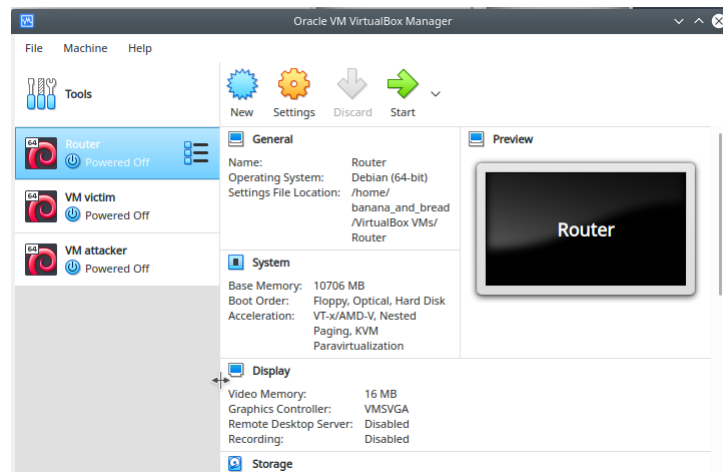 Oracle VM VirtualBox Manager
File Machine Help
Tools
New Settings Discard Start
64
Router
Powered Off
64
VM victim
Powered Off
64
VM attacker
Powered Off
General
Name: Router
Operating System: Debian (64-bit)
Settings File Location: /home/
banana_and_bread
/VirtualBox VMs/
Router
Preview
Router
System
Base Memory: 10706 MB
Boot Order: Floppy, Optical, Hard Disk
Acceleration: VT-x/AMD-V, Nested
Paging, KVM
Paravirtualization
Display
Video Memory: 16 MB
Graphics Controller: VMSVGA
Remote Desktop Server: Disabled
Recording: Disabled
Storage